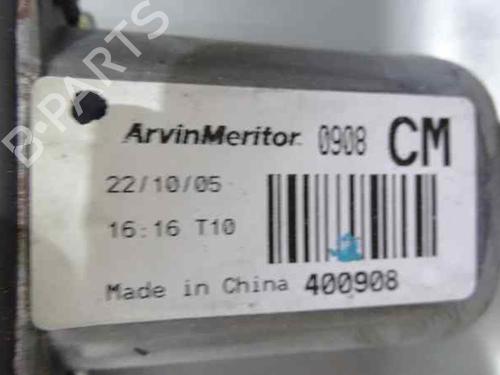 ArvinMeritor. 0908 CM
22/10/05
16:16 T10
Made in China 400908
B-PARTS